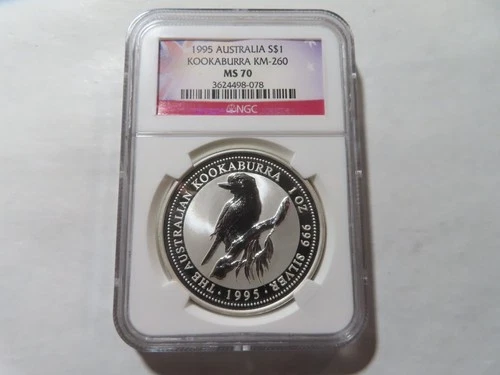 1995 AUSTRALIA S$1
KOOKABURRA KM-260
MS 70
3624498-078
NGC
THE AUSTRALIAN KOOKABURRA 1 OZ 999 SILVER
· 1995 ·